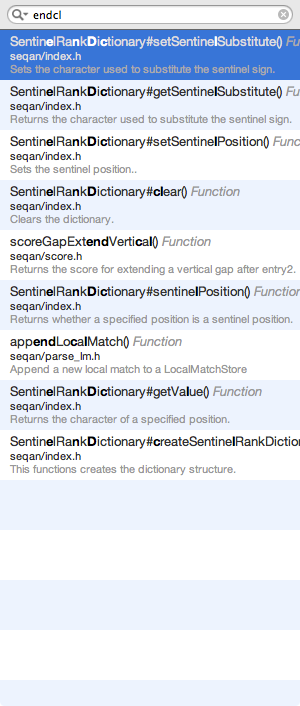 endcl
SentinelRankDictionary#setSentinelSubstitute() Fu
seqan/index.h
Sets the character used to substitute the sentinel sign.
SentinelRankDictionary#getSentinelSubstitute() Fu
seqan/index.h
Returns the character used to substitute the sentinel sign.
SentinelRankDictionary#setSentinelPosition() Func
seqan/index.h
Sets the sentinel position..
SentinelRankDictionary#clear() Function
seqan/index.h
Clears the dictionary.
scoreGapExtendVertical() Function
seqan/score.h
Returns the score for extending a vertical gap after entry2.
SentinelRankDictionary#sentinelPosition() Function
seqan/index.h
Returns whether a specified position is a sentinel position.
appendLocalMatch() Function
seqan/parse_lm.h
Append a new local match to a LocalMatchStore
SentinelRankDictionary#getValue() Function
seqan/index.h
Returns the character of a specified position.
SentinelRankDictionary#createSentinelRankDiction
seqan/index.h
This functions creates the dictionary structure.